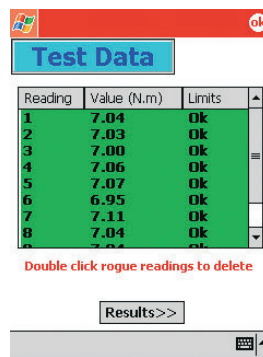 ok
Test Data
Reading Value (N.m) Limits
1 7.04 Ok
2 7.03 Ok
3 7.00 Ok
4 7.06 Ok
5 7.07 Ok
6 6.95 Ok
7 7.11 Ok
8 7.04 Ok
Double click rogue readings to delete
Results>>